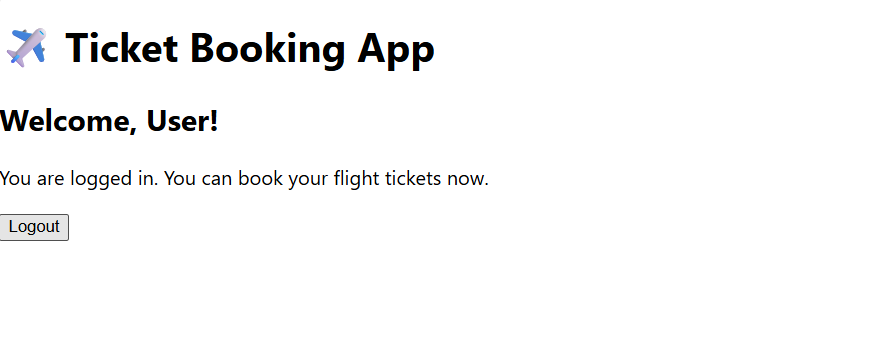 Ticket Booking App
Welcome, User!
You are logged in. You can book your flight tickets now.
Logout